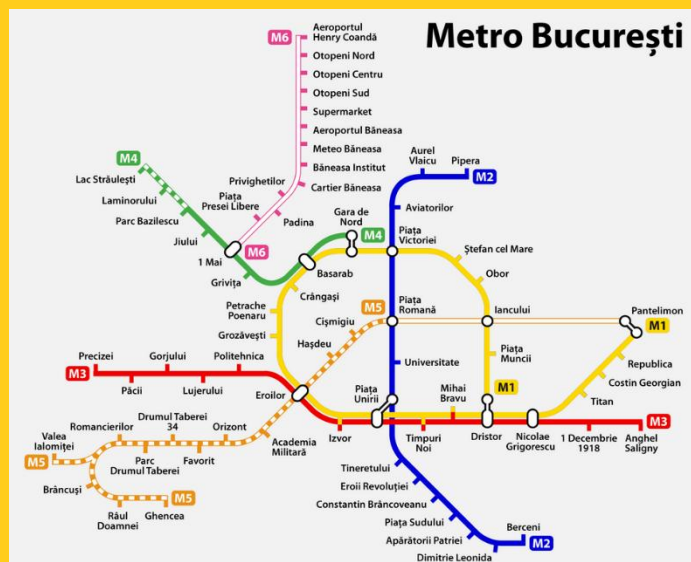 Metro București
Aeroportul
Henry Coandă
M6
Otopeni Nord
Otopeni Centru
Otopeni Sud
Supermarket
Aeroportul Băneasa
Meteo Băneasa
Băneasa Institut
Cartier Băneasa
Privighetilor
Piața
Presei Libere
Padina
M6
M4
Lac Străulești
Laminorului
Parc Bazilescu
Jiului
1 Mai
Grivița
Gara de
Nord
M4
Basarab
Aurel
Vlaicu
Pipera
M2
Aviatorilor
Piața
Victoriei
Ștefan cel Mare
Obor
Crângași
Petrache
Poenaru
Grozăvești
M5
Cișmigiu
Hașdeu
Piața
Romană
Iancului
Pantelimon
M1
Republica
Costin Georgian
Titan
Piața
Muncii
Universitate
Precizei
Gorjului
Politehnica
M3
Păcii
Lujerului
Eroilor
Piața
Unirii
Mihai
Bravu
M1
M3
Izvor
Timpuri
Noi
Dristor
Nicolae
Grigorescu
1 Decembrie
1918
Anghel
Saligny
Drumul Taberei
34
Romancierilor
Orizont
Academia
Militară
Valea
Ialomiței
M5
Parc
Drumul Taberei
Favorit
Brâncuși
Râul
Doamnei
Ghencea
M5
Tineretului
Eroii Revoluției
Constantin Brâncoveanu
Piața Sudului
Apărătorii Patriei
Dimitrie Leonida
Berceni
M2